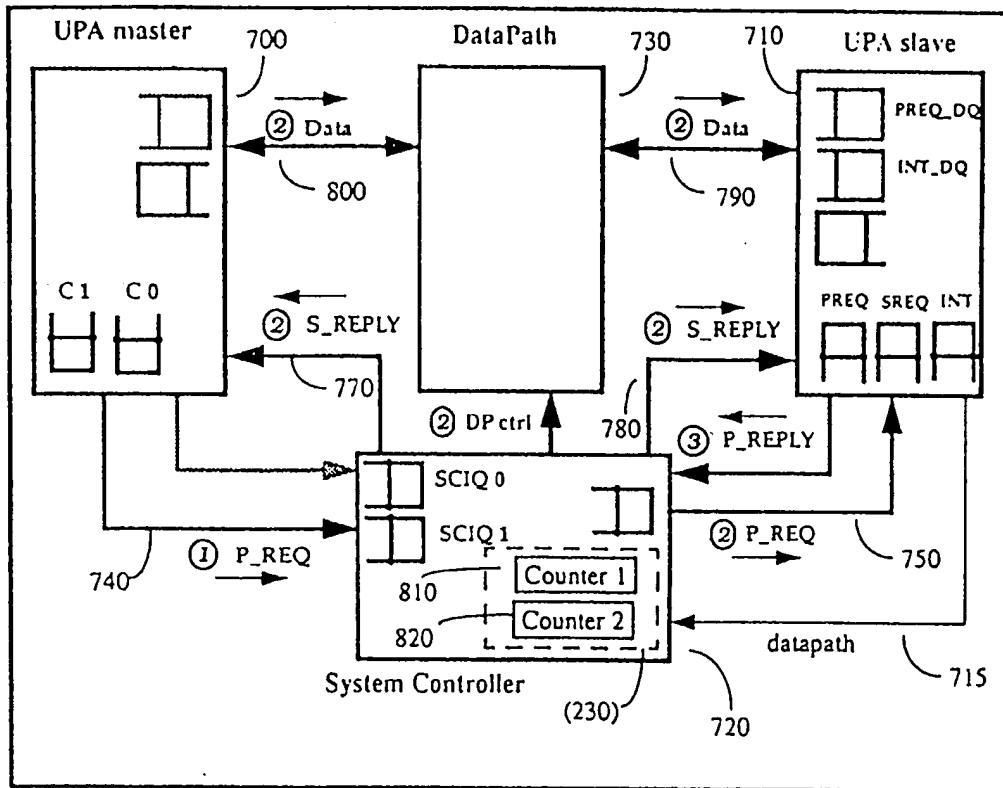 UPA master
700
DataPath
730
710
UPA slave
② Data
② Data
PREQ_DQ
INT_DQ
800
790
C 1 C 0
PREQ SREQ INT
② S_REPLY
② S_REPLY
770
② DP ctrl
780
③ P_REPLY
SCIQ 0
SCIQ 1
① P_REQ
② P_REQ
740
750
810
Counter 1
820
Counter 2
datapath
System Controller
(230)
720
715